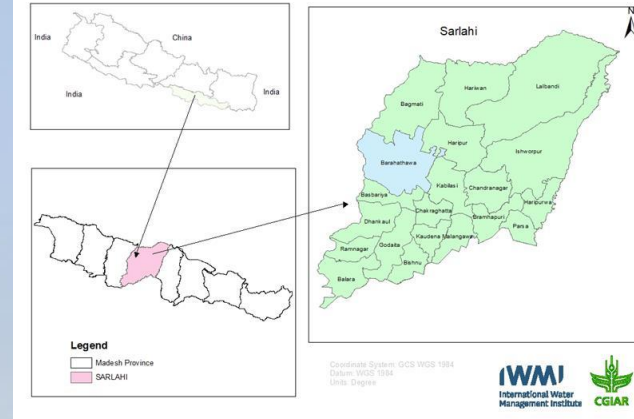 India
China
India
India
Legend
Madesh Province
SARLAHI
Sarlahi
N
Lalbandi
Hariwan
Bagmati
Haripur
Ishworpur
Barahathawa
Kabilasi
Chandranagar
Basbariya
Haripurwa
Chakraghatta
Dhankaul
Bramhapuri
Parsa
Kaudena
Malangawa
Godaita
Ramnagar
Bishnu
Balara
Coordinate System: GCS WGS 1984
Datum: WGS 1984
Units: Degree
IWMI
International Water
Management Institute
CGIAR